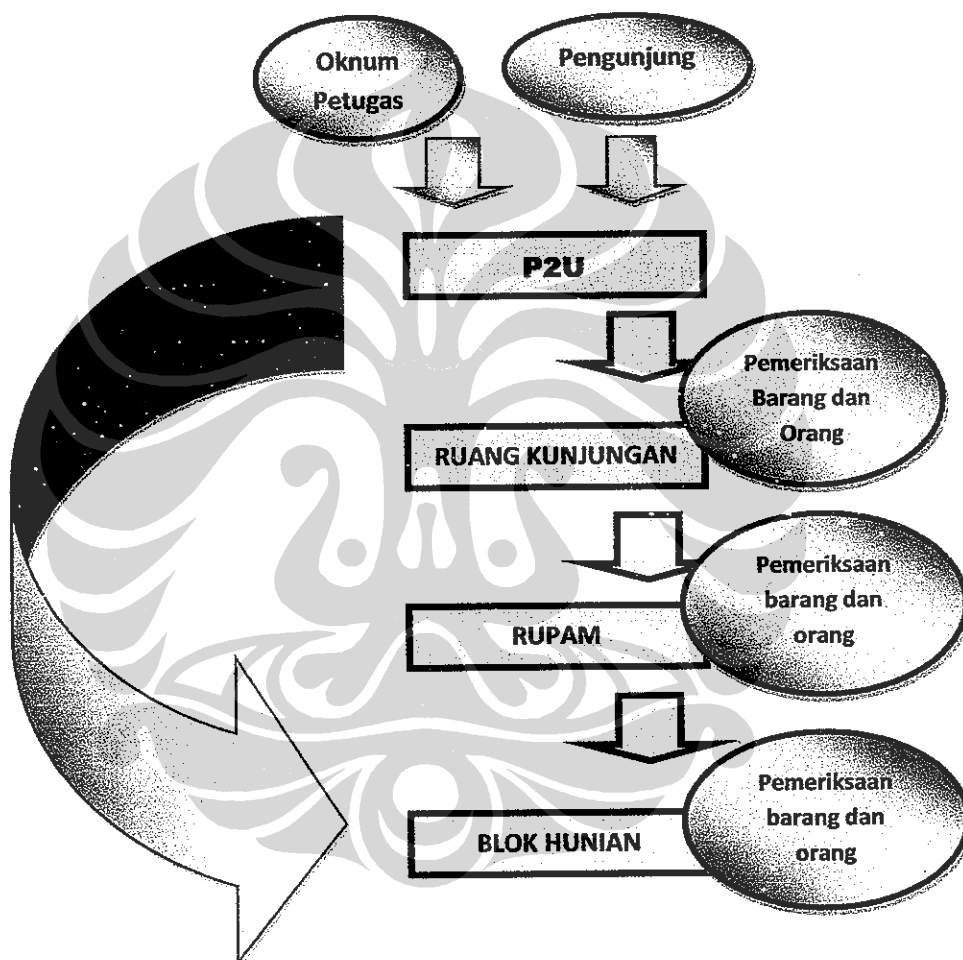 Oknum
Petugas
Pengunjung
P2U
Pemeriksaan
Barang dan
Orang
RUANG KUNJUNGAN
Pemeriksaan
barang dan
orang
RUPAM
Pemeriksaan
barang dan
orang
BLOK HUNIAN